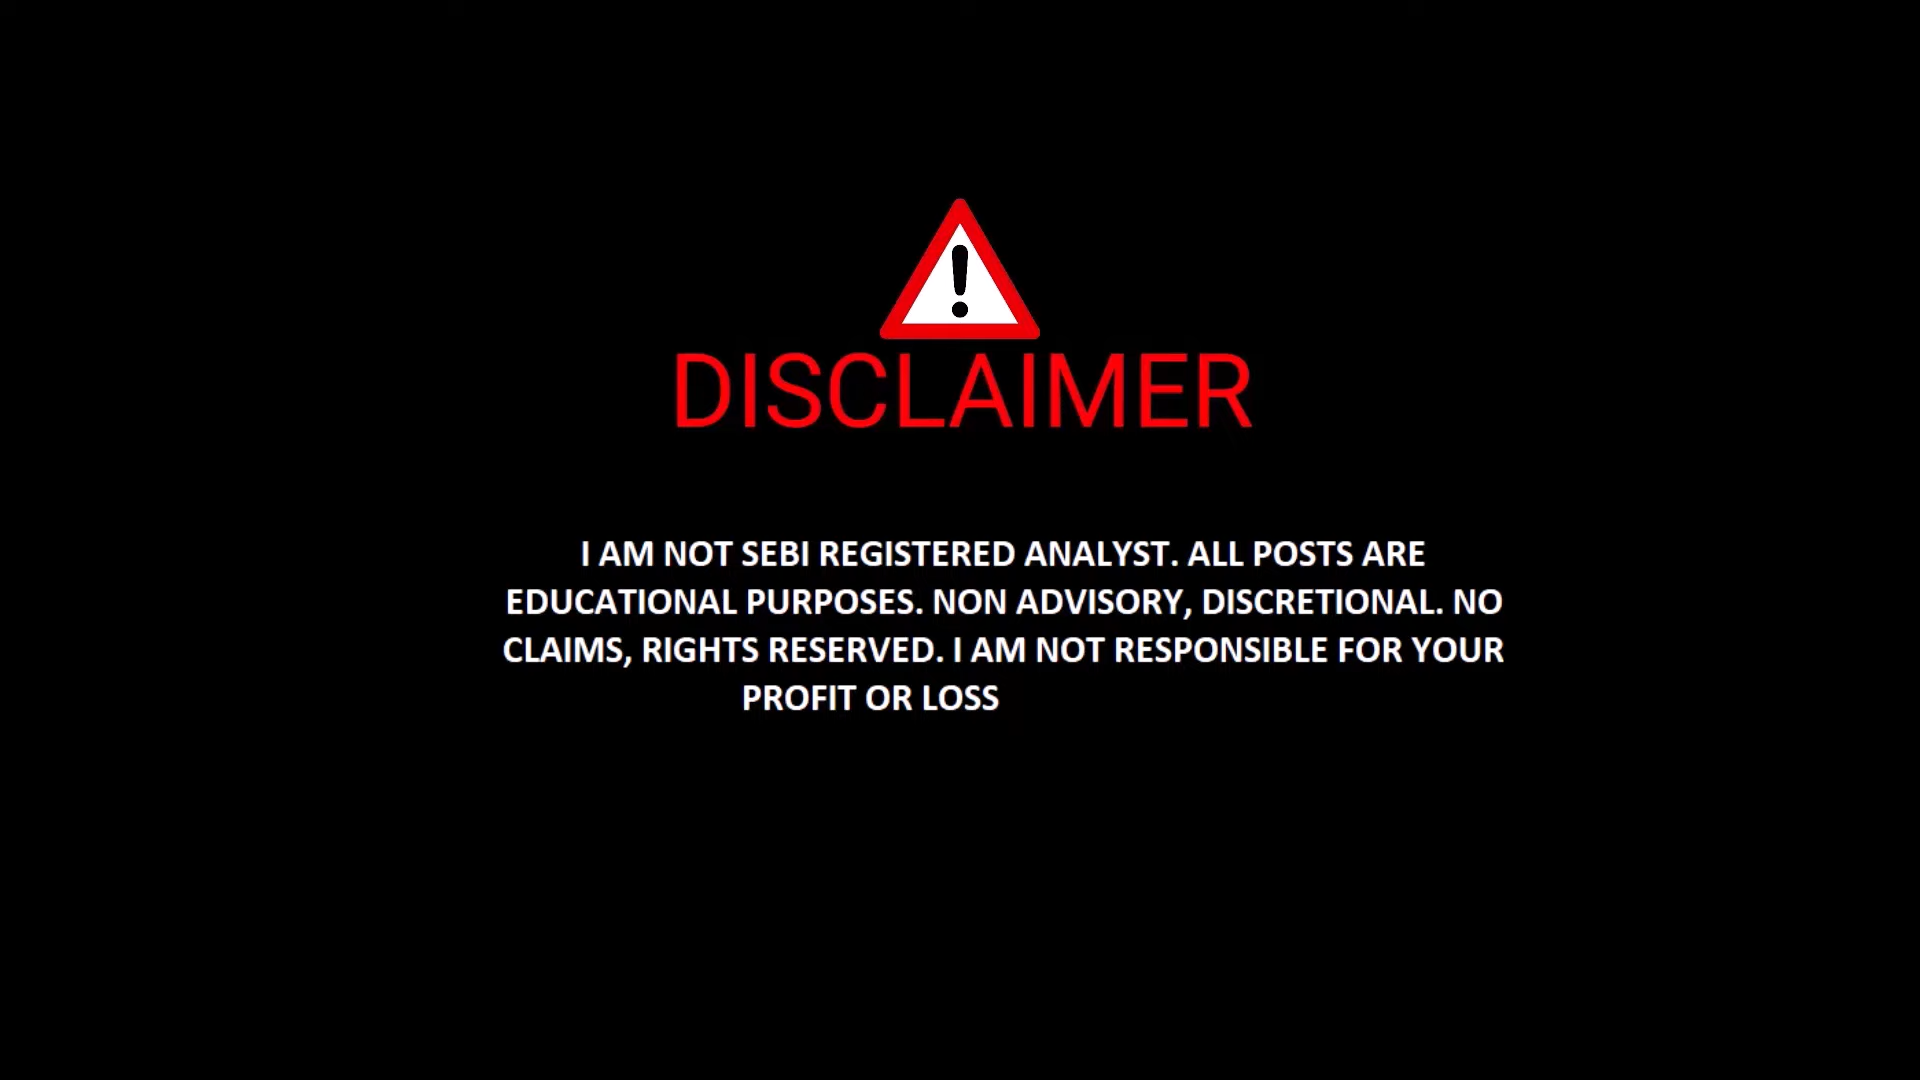 DISCLAIMER
I AM NOT SEBI REGISTERED ANALYST. ALL POSTS ARE
EDUCATIONAL PURPOSES. NON ADVISORY, DISCRETIONAL. NO
CLAIMS, RIGHTS RESERVED. I AM NOT RESPONSIBLE FOR YOUR
PROFIT OR LOSS